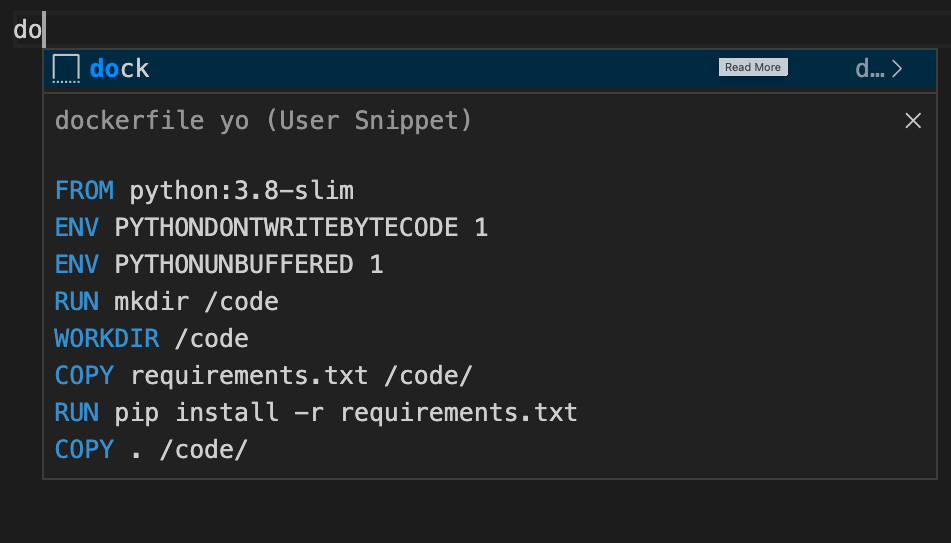 do
dock Read More d...
dockerfile yo (User Snippet)
FROM python:3.8-slim
ENV PYTHONDONTWRITEBYTECODE 1
ENV PYTHONUNBUFFERED 1
RUN mkdir /code
WORKDIR /code
COPY requirements.txt /code/
RUN pip install -r requirements.txt
COPY . /code/